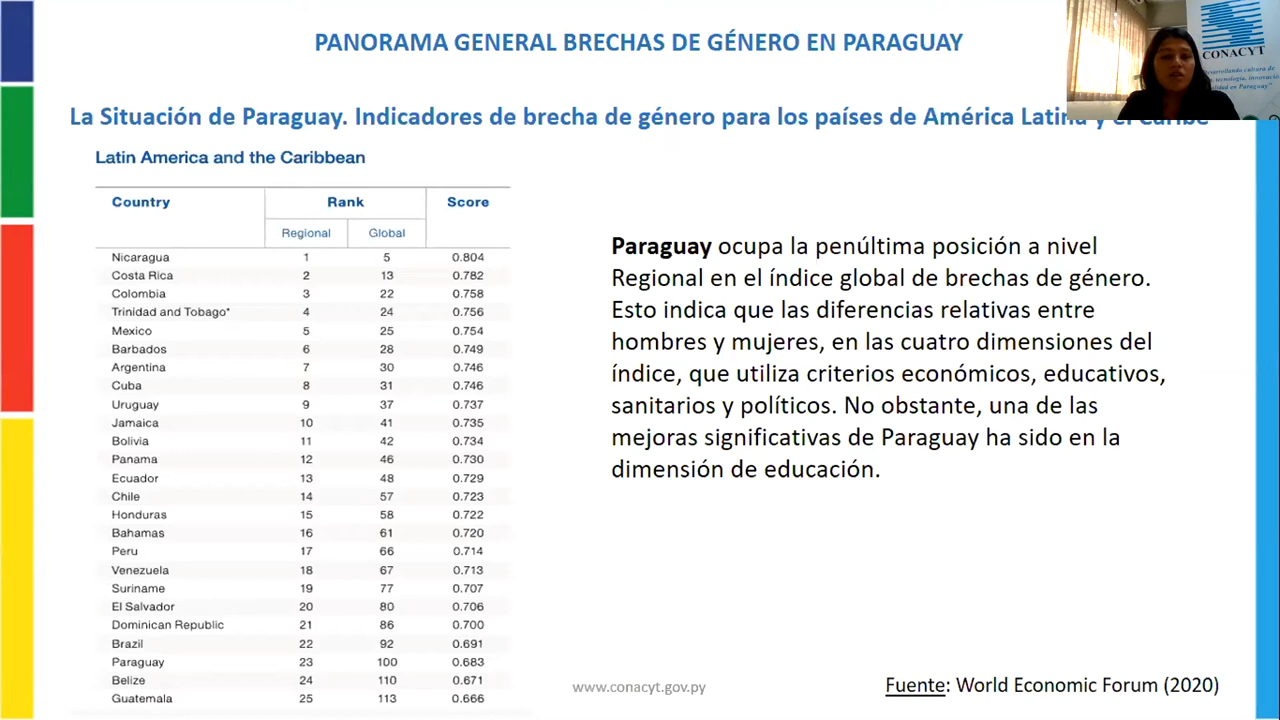 PANORAMA GENERAL BRECHAS DE GÉNERO EN PARAGUAY
CONACYT
La Situación de Paraguay. Indicadores de brecha de género para los países de América Latina y el Caribe
Latin America and the Caribbean
Country Rank Score
Regional Global
Nicaragua 1 5 0.804
Costa Rica 2 13 0.782
Colombia 3 22 0.758
Trinidad and Tobago* 4 24 0.756
Mexico 5 25 0.754
Barbados 6 28 0.749
Argentina 7 30 0.746
Cuba 8 31 0.746
Uruguay 9 37 0.737
Jamaica 10 41 0.735
Bolivia 11 42 0.734
Panama 12 46 0.730
Ecuador 13 48 0.729
Chile 14 57 0.723
Honduras 15 58 0.722
Bahamas 16 61 0.720
Peru 17 66 0.714
Venezuela 18 67 0.713
Suriname 19 77 0.707
El Salvador 20 80 0.706
Dominican Republic 21 86 0.700
Brazil 22 92 0.691
Paraguay 23 100 0.683
Belize 24 110 0.671
Guatemala 25 113 0.666
Paraguay ocupa la penúltima posición a nivel
Regional en el índice global de brechas de género.
Esto indica que las diferencias relativas entre
hombres y mujeres, en las cuatro dimensiones del
índice, que utiliza criterios económicos, educativos,
sanitarios y políticos. No obstante, una de las
mejoras significativas de Paraguay ha sido en la
dimensión de educación.
www.conacyt.gov.py
Fuente: World Economic Forum (2020)